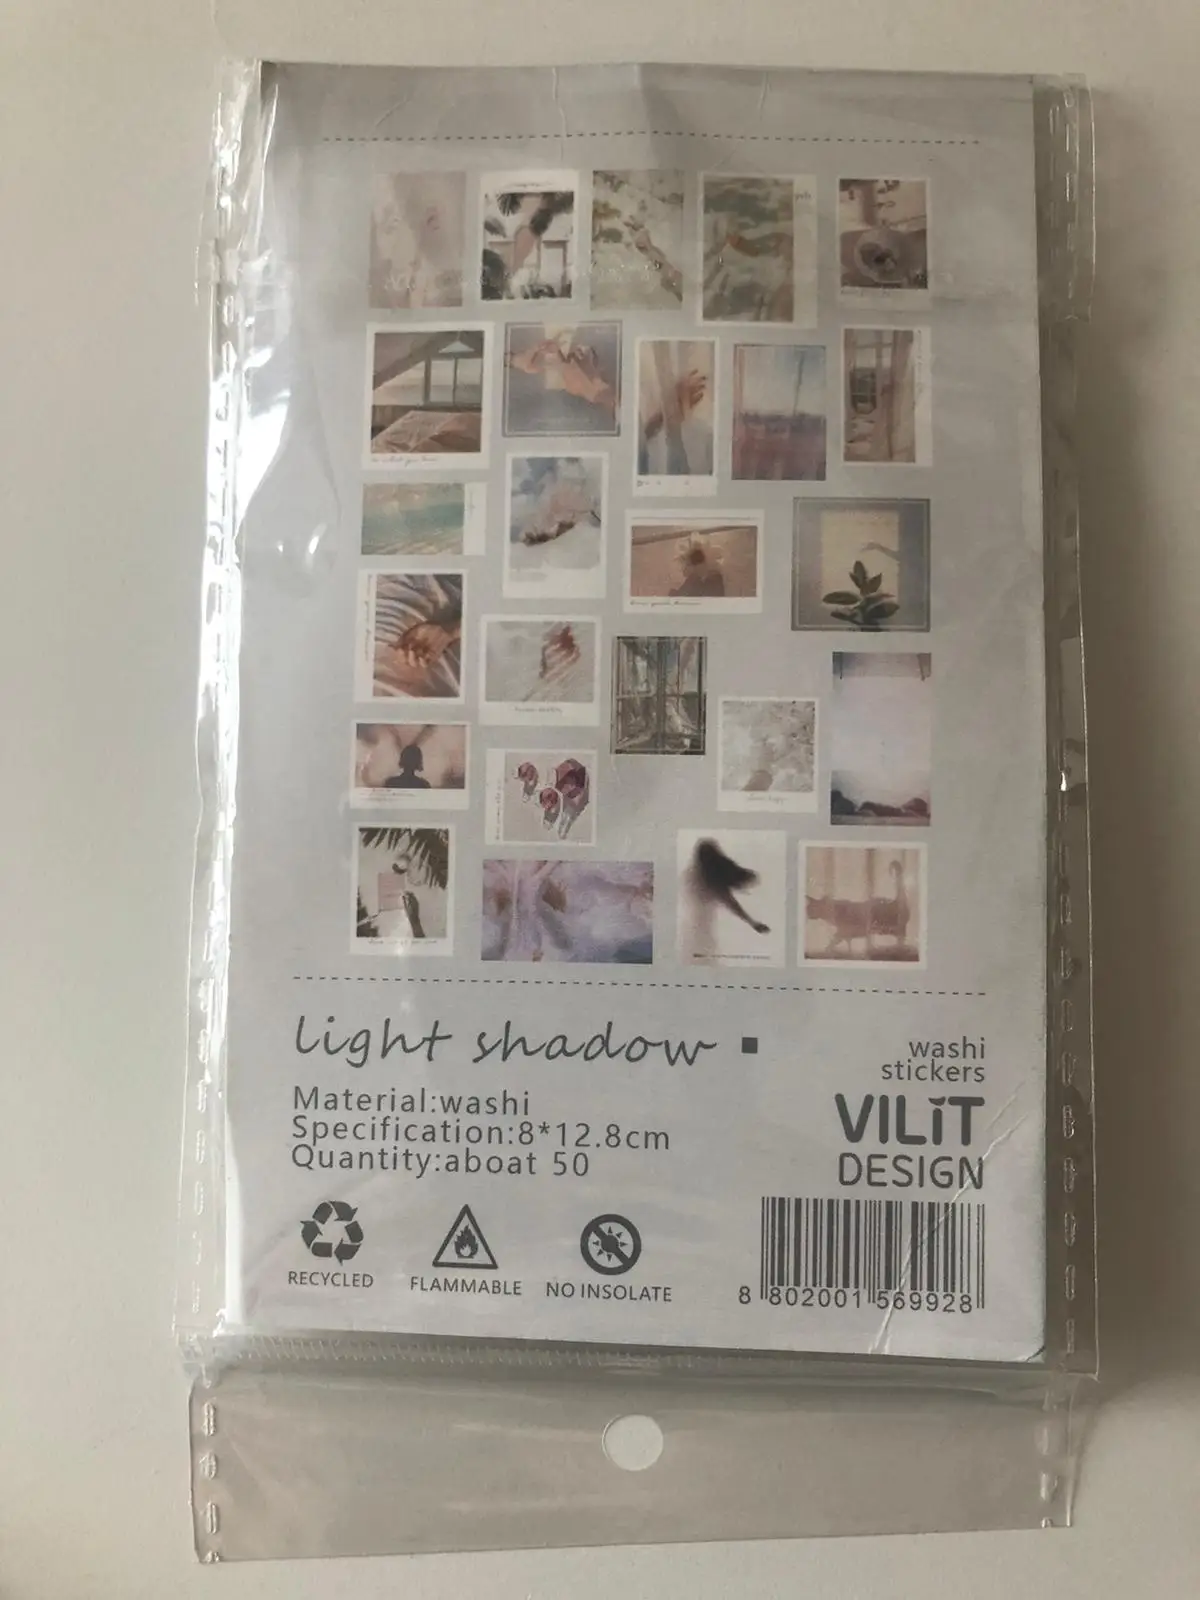 light shadow
Material:washi
Specification:8*12.8cm
Quantity:aboat 50
washi
stickers
VILIT
DESIGN
RECYCLED
FLAMMABLE
NO INSOLATE
8 802001 569928